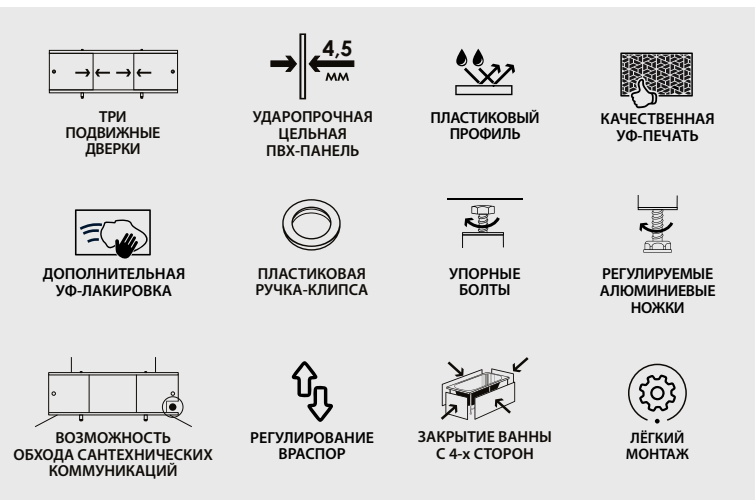 ТРИ
ПОДВИЖНЫЕ
ДВЕРКИ
4,5
ММ
УДАРОПРОЧНАЯ
ЦЕЛЬНАЯ
ПВХ-ПАНЕЛЬ
ПЛАСТИКОВЫЙ
ПРОФИЛЬ
КАЧЕСТВЕННАЯ
УФ-ПЕЧАТЬ
ДОПОЛНИТЕЛЬНАЯ
УФ-ЛАКИРОВКА
ПЛАСТИКОВАЯ
РУЧКА-КЛИПСА
УПОРНЫЕ
БОЛТЫ
РЕГУЛИРУЕМЫЕ
АЛЮМИНИЕВЫЕ
НОЖКИ
ВОЗМОЖНОСТЬ
ОБХОДА САНТЕХНИЧЕСКИХ
КОММУНИКАЦИЙ
РЕГУЛИРОВАНИЕ
ВРАСПОР
ЗАКРЫТИЕ ВАННЫ
С 4-х СТОРОН
ЛЁГКИЙ
МОНТАЖ